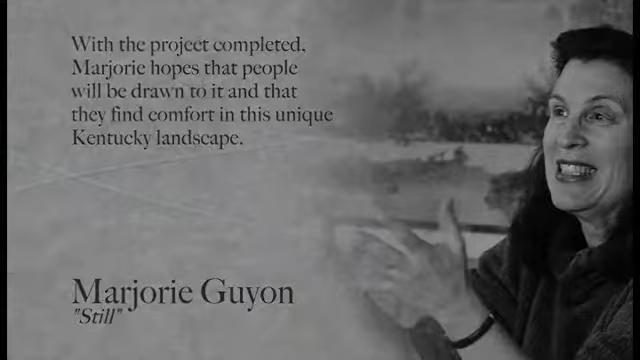 With the project completed,
Marjorie hopes that people
will be drawn to it and that
they find comfort in this unique
Kentucky landscape.
Marjorie Guyon
"Still"